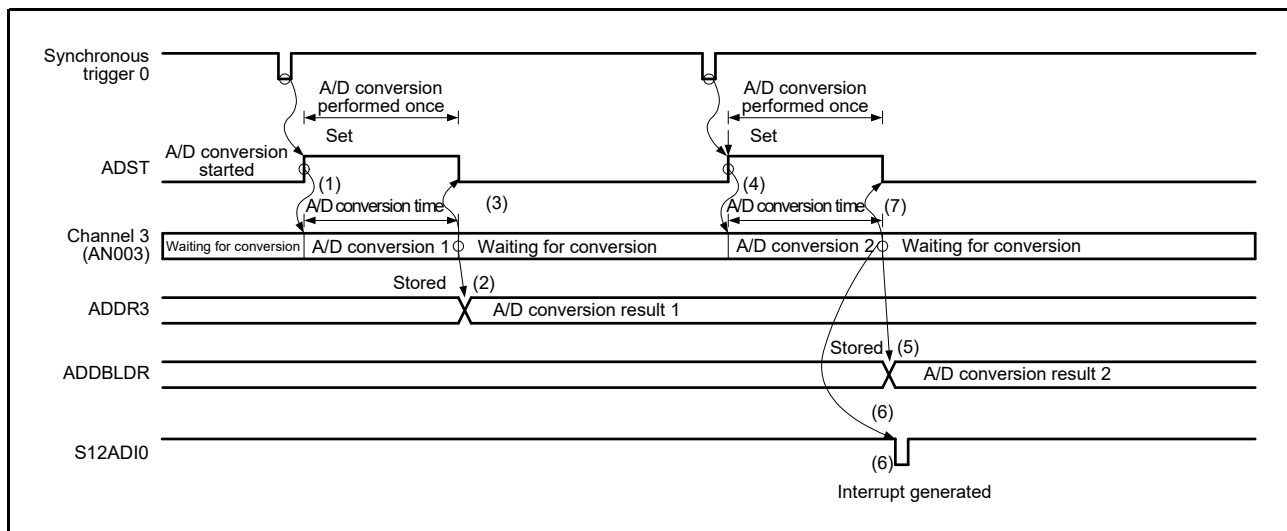 Synchronous
trigger 0
A/D conversion
performed once
A/D conversion
performed once
Set
Set
ADST
A/D conversion
started
(1)
(3)
(4)
(7)
A/D conversion time
A/D conversion time
Channel 3
(AN003)
Waiting for conversion
A/D conversion 1
Waiting for conversion
A/D conversion 2
Waiting for conversion
Stored
(2)
ADDR3
A/D conversion result 1
Stored
(5)
ADDBLDR
A/D conversion result 2
(6)
S12ADI0
(6)
Interrupt generated